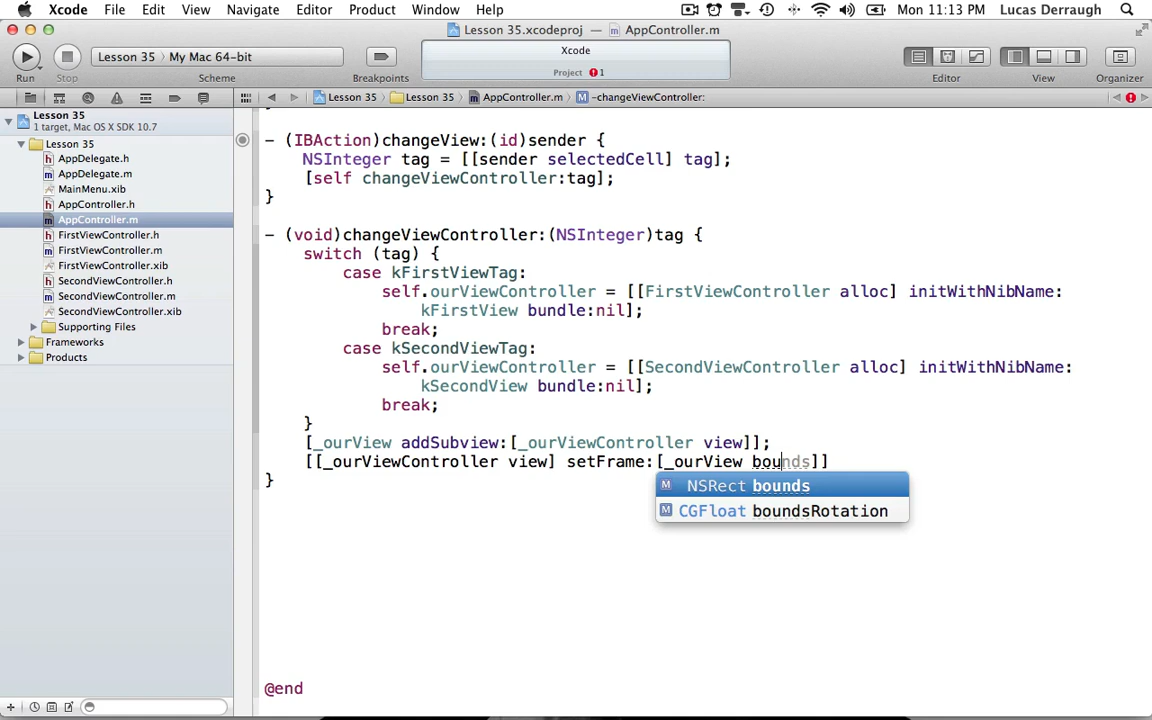 Xcode File Edit View Navigate Editor Product Window Help Mon 11:13 PM Lucas Derraugh
Lesson 35.xcodeproj › AppController.m
Run Stop Lesson 35 › My Mac 64-bit Xcode
Scheme Breakpoints Project 1 Editor View Organizer
Lesson 35 Lesson 35 AppController.m -changeViewController:
Lesson 35
1 target, Mac OS X SDK 10.7
Lesson 35
AppDelegate.h
AppDelegate.m
MainMenu.xib
AppController.h
AppController.m
FirstViewController.h
FirstViewController.m
FirstViewController.xib
SecondViewController.h
SecondViewController.m
SecondViewController.xib
Supporting Files
Frameworks
Products
}
- (IBAction)changeView:(id)sender {
NSInteger tag = [[sender selectedCell] tag];
[self changeViewController:tag];
}
- (void)changeViewController:(NSInteger)tag {
switch (tag) {
case kFirstViewTag:
self.ourViewController = [[FirstViewController alloc] initWithNibName:
kFirstView bundle:nil];
break;
case kSecondViewTag:
self.ourViewController = [[SecondViewController alloc] initWithNibName:
kSecondView bundle:nil];
break;
}
[_ourView addSubview:[_ourViewController view]];
[[_ourViewController view] setFrame:[_ourView bounds]]
}
M NSRect bounds
M CGFloat boundsRotation
@end